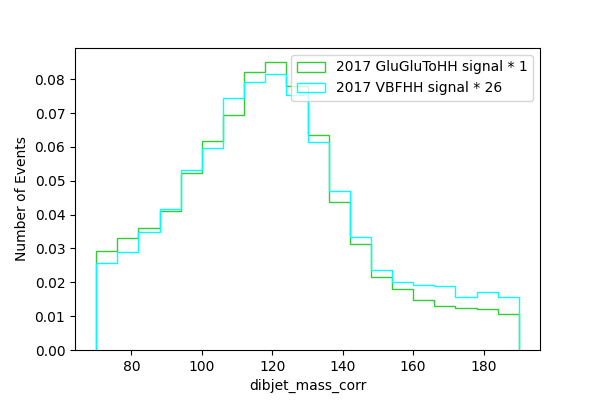 2017 GluGluToHH signal * 1
2017 VBFHH signal * 26
Number of Events
0.08
0.07
0.06
0.05
0.04
0.03
0.02
0.01
0.00
80 100 120 140 160 180
dibjet_mass_corr